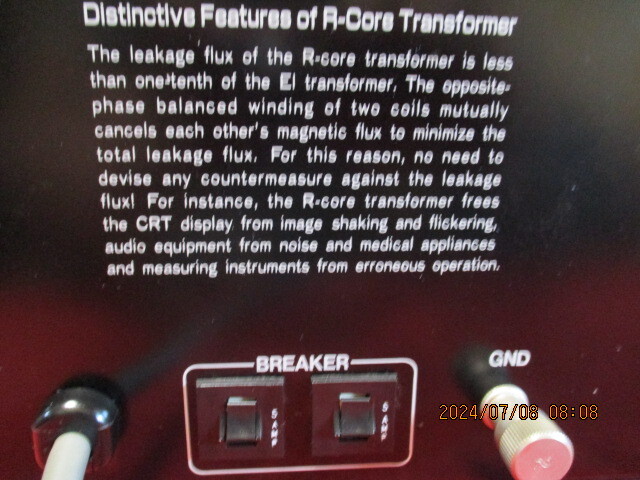 Distinctive Features of R-Core Transformer
The leakage flux of the R-core transformer is less
than one-tenth of the EI transformer. The opposite-
phase balanced winding of two coils mutually
cancels each other's magnetic flux to minimize the
total leakage flux. For this reason, no need to
devise any countermeasure against the leakage
flux! For instance, the R-core transformer frees
the CRT display from image shaking and flickering,
audio equipment from noise and medical appliances
and measuring instruments from erroneous operation.
BREAKER
GND
5 AMP
5 AMP
2024/07/08 08:08